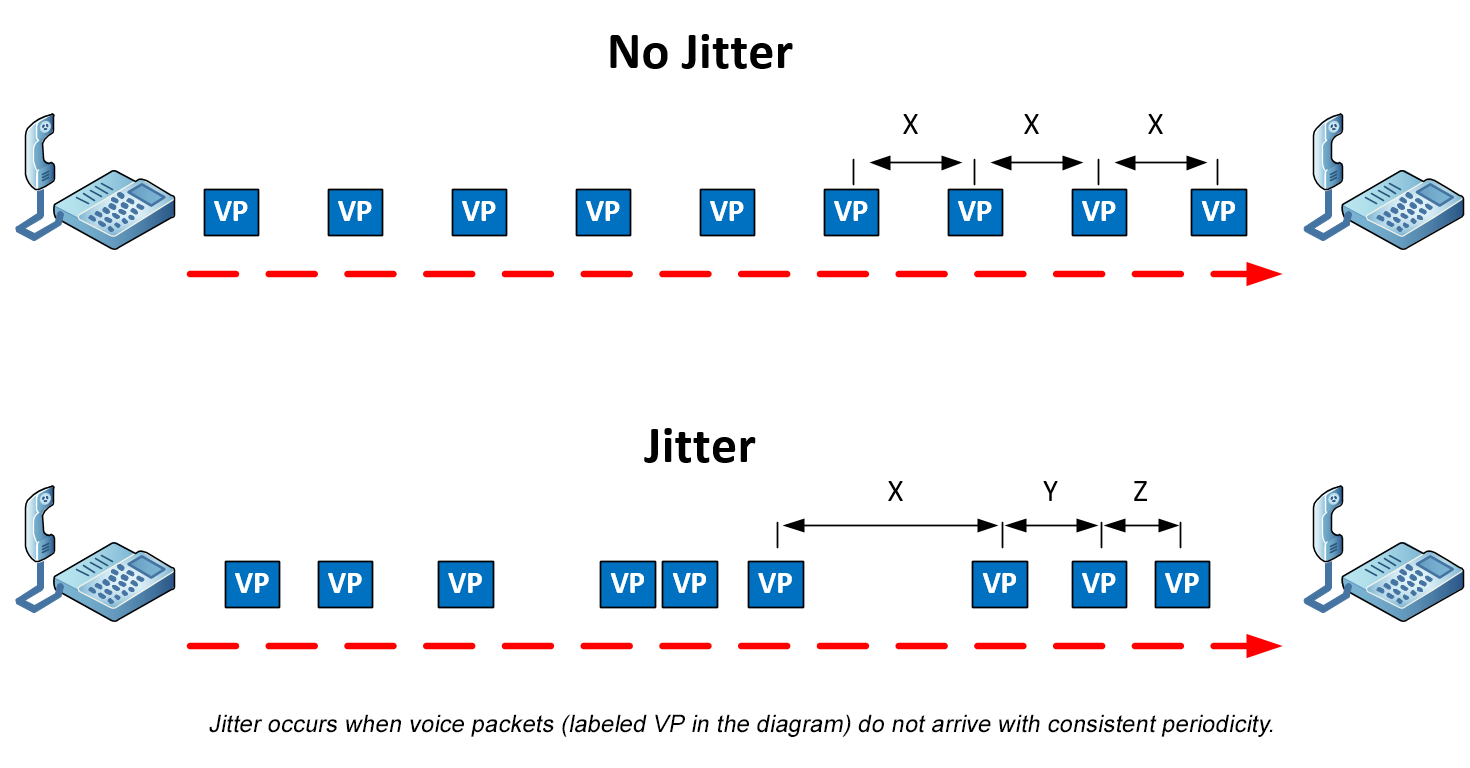 No Jitter
X X X
VP VP VP VP VP VP VP VP VP
Jitter
X Y Z
VP VP VP VP VP VP VP VP VP
Jitter occurs when voice packets (labeled VP in the diagram) do not arrive with consistent periodicity.